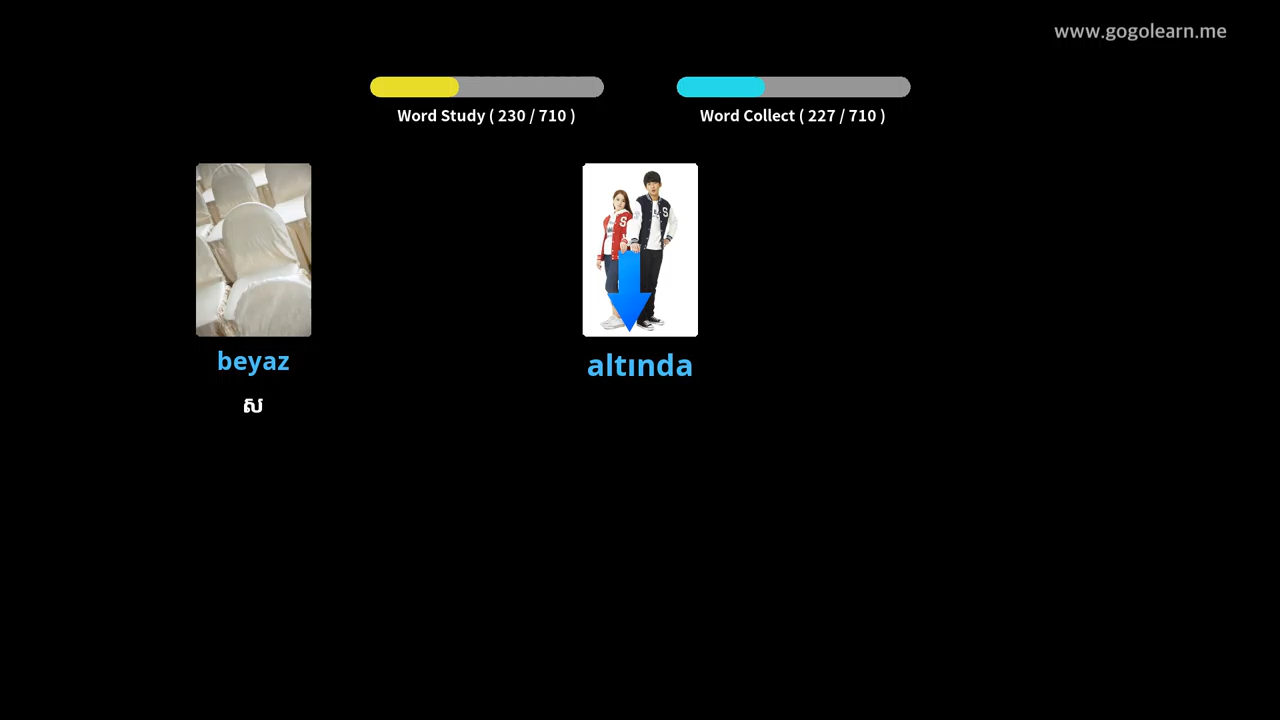 www.gogolearn.me
Word Study ( 230 / 710 )
Word Collect ( 227 / 710 )
beyaz
ស
altında
S
S